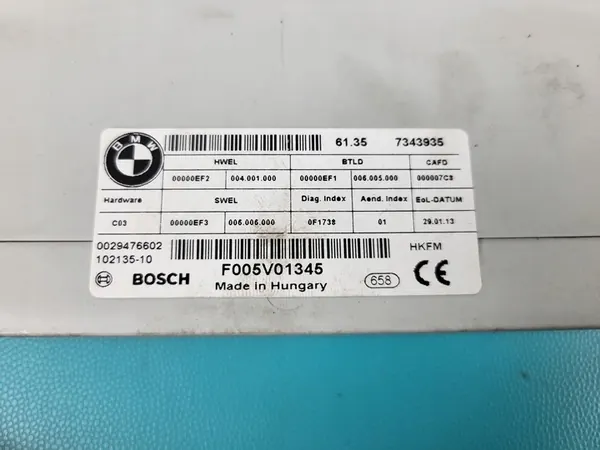 BMW
61.35 7343935
HWEL BTLD CAFD
00000EF2 004.001.000 00000EF1 006.005.000 000007C8
Hardware SWEL Diag. Index Aend. Index EoL-DATUM
C03 00000EF3 005.005.000 0F1738 01 29.01.13
0029476602 HKFM
102135-10
BOSCH F005V01345 658 CE
Made in Hungary